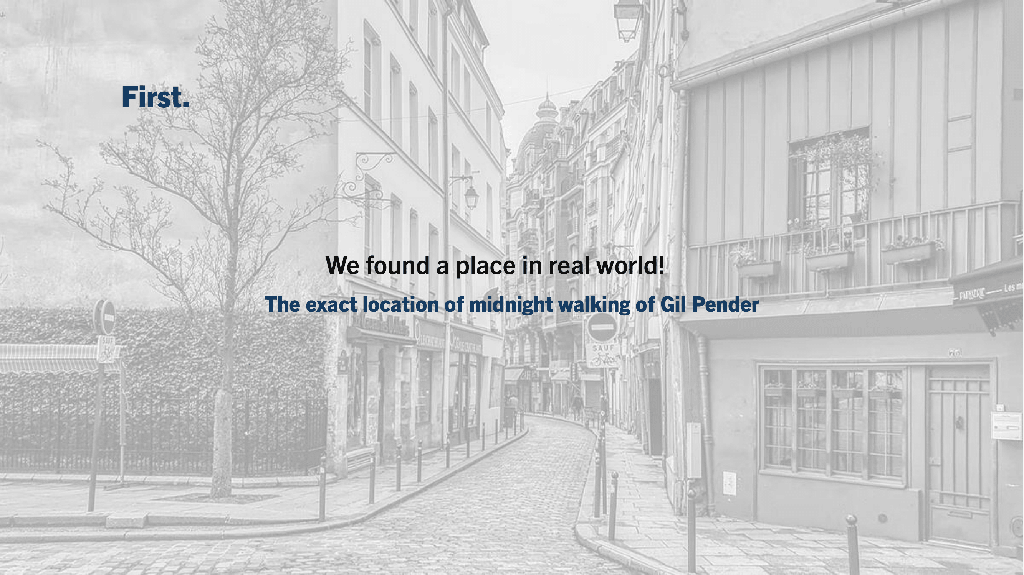 First.
We found a place in real world!
The exact location of midnight walking of Gil Pender
SAUF